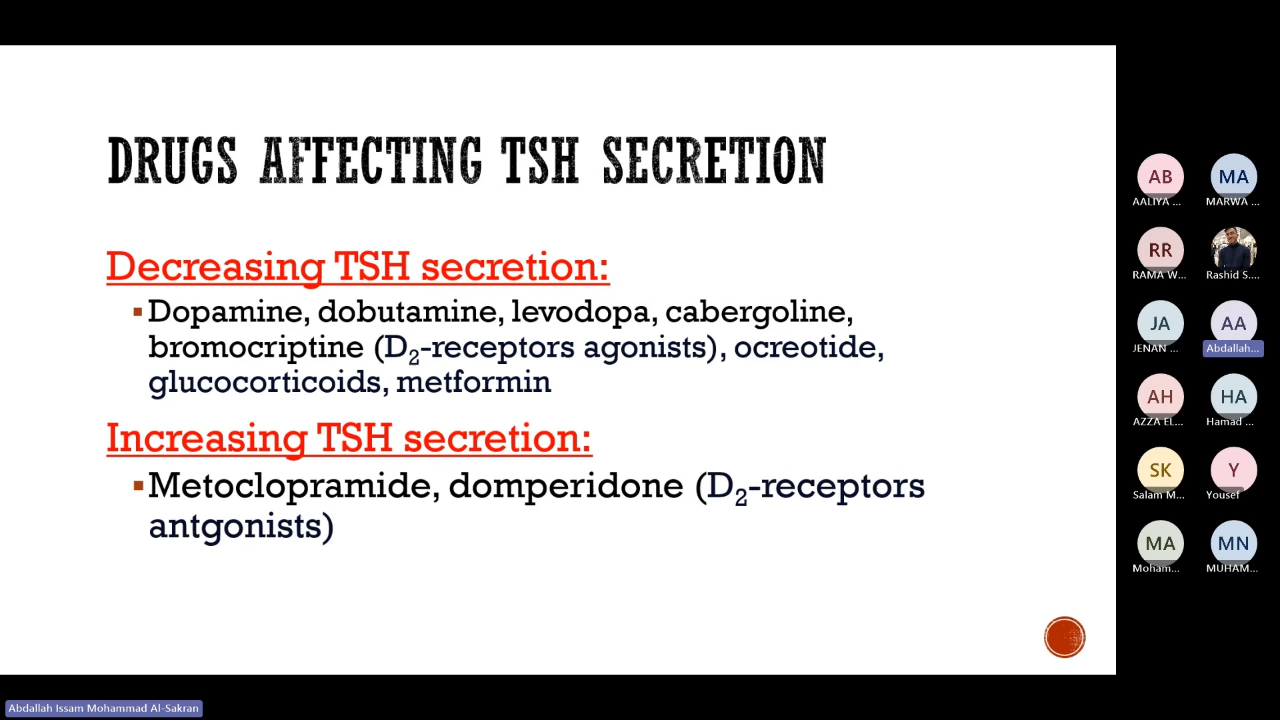 DRUGS AFFECTING TSH SECRETION
Decreasing TSH secretion:
▪Dopamine, dobutamine, levodopa, cabergoline,
bromocriptine (D2-receptors agonists), ocreotide,
glucocorticoids, metformin
Increasing TSH secretion:
▪Metoclopramide, domperidone (D2-receptors
antgonists)
AB
AALIYA ...
MA
MARWA ...
RR
RAMA W...
Rashid S....
JA
JENAN ...
AA
Abdallah...
AH
AZZA EL...
HA
Hamad ...
SK
Salam M...
Y
Yousef
MA
Moham...
MN
MUHAM...
Abdallah Issam Mohammad Al-Sakran